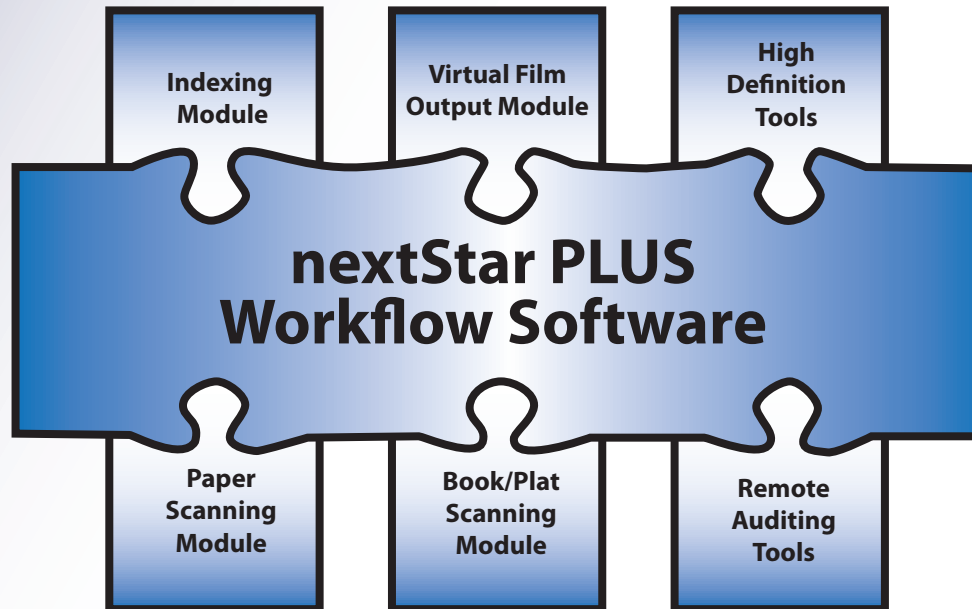 Indexing
Module
Virtual Film
Output Module
High
Definition
Tools
nextStar PLUS
Workflow Software
Paper
Scanning
Module
Book/Plat
Scanning
Module
Remote
Auditing
Tools